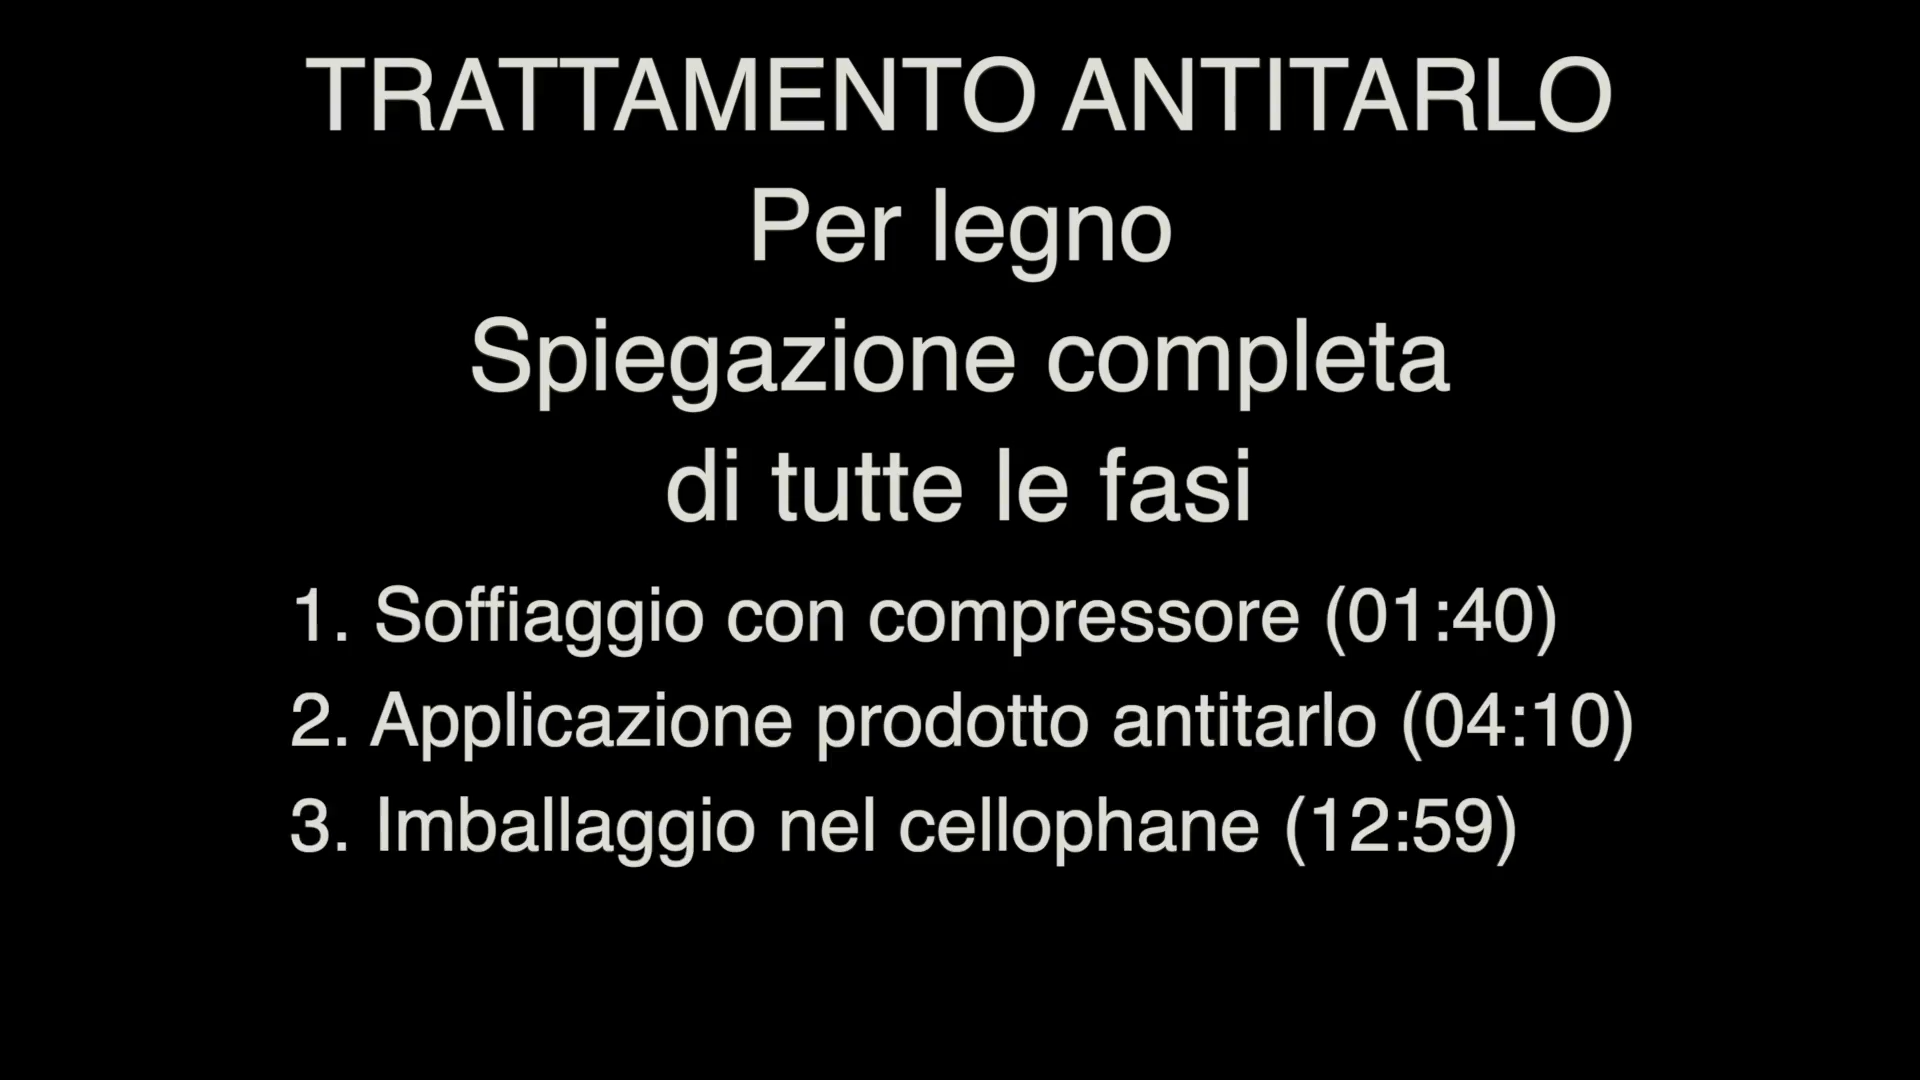 TRATTAMENTO ANTITARLO
Per legno
Spiegazione completa
di tutte le fasi
1. Soffiaggio con compressore (01:40)
2. Applicazione prodotto antitarlo (04:10)
3. Imballaggio nel cellophane (12:59)